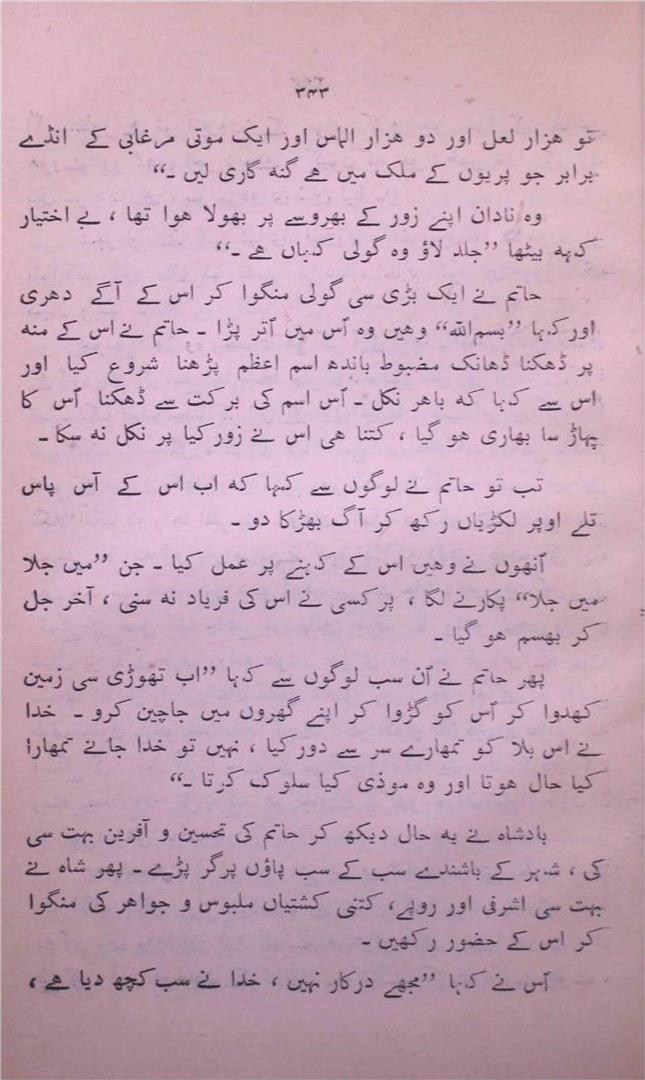 ۳۴۳
تو ہزار لعل اور دو ہزار الماس اور ایک موتی مرغابی کے انڈے
برابر جو پریوں کے ملک میں ہے گنہ گاری لیں ۔“
وہ نادان اپنے زور کے بھروسے پر بھولا ہوا تھا ، بے اختیار
کہہ بیٹھا ”جلد لاؤ وہ گولی کہاں ہے ۔“
حاتم نے ایک بڑی سی گولی منگوا کر اس کے آگے دھری
اور کہا ”بسم اللہ“ وھیں وہ اُس میں اُتر پڑا ۔ حاتم نے اس کے منہ
پر ڈھکنا ڈھانک مضبوط باندھ اسم اعظم پڑھنا شروع کیا اور
اس سے کہا کہ باھر نکل ۔ اُس اسم کی برکت سے ڈھکنا اُس کا
پہاڑ سا بھاری ہو گیا ، کتنا ہی اس نے زور کیا پر نکل نہ سکا ۔
تب تو حاتم نے لوگوں سے کہا کہ اب اس کے آس پاس
تلے اوپر لکڑیاں رکھ کر آگ بھڑکا دو ۔
اُنھوں نے وھیں اس کے کہنے پر عمل کیا ۔ جن ”میں جلا
میں جلا“ پکارنے لگا ، پر کسی نے اس کی فریاد نہ سنی ، آخر جل
کر بھسم ہو گیا ۔
پھر حاتم نے اُن سب لوگوں سے کہا ”اب تھوڑی سی زمین
کھدوا کر اُس کو گڑوا کر اپنے گھروں میں جاچین کرو ۔ خدا
نے اس بلا کو تمھارے سر سے دور کیا ، نہیں تو خدا جانے تمھارا
کیا حال ہوتا اور وہ موذی کیا سلوک کرتا ۔“
بادشاہ نے یہ حال دیکھ کر حاتم کی تحسین و آفرین بہت سی
کی ، شہر کے باشندے سب کے سب پاؤں پر گر پڑے ۔ پھر شاہ نے
بہت سی اشرفی اور روپے، کتنی کشتیاں ملبوس و جواھر کی منگوا
کر اس کے حضور رکھیں ۔
اُس نے کہا ”مجھے درکار نہیں ، خدا نے سب کچھ دیا ہے ،